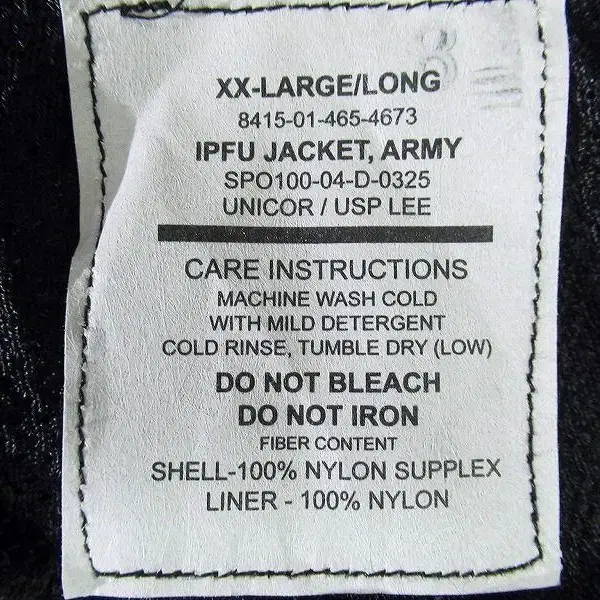 XX-LARGE/LONG
8415-01-465-4673
IPFU JACKET, ARMY
SPO100-04-D-0325
UNICOR / USP LEE
CARE INSTRUCTIONS
MACHINE WASH COLD
WITH MILD DETERGENT
COLD RINSE, TUMBLE DRY (LOW)
DO NOT BLEACH
DO NOT IRON
FIBER CONTENT
SHELL-100% NYLON SUPPLEX
LINER - 100% NYLON